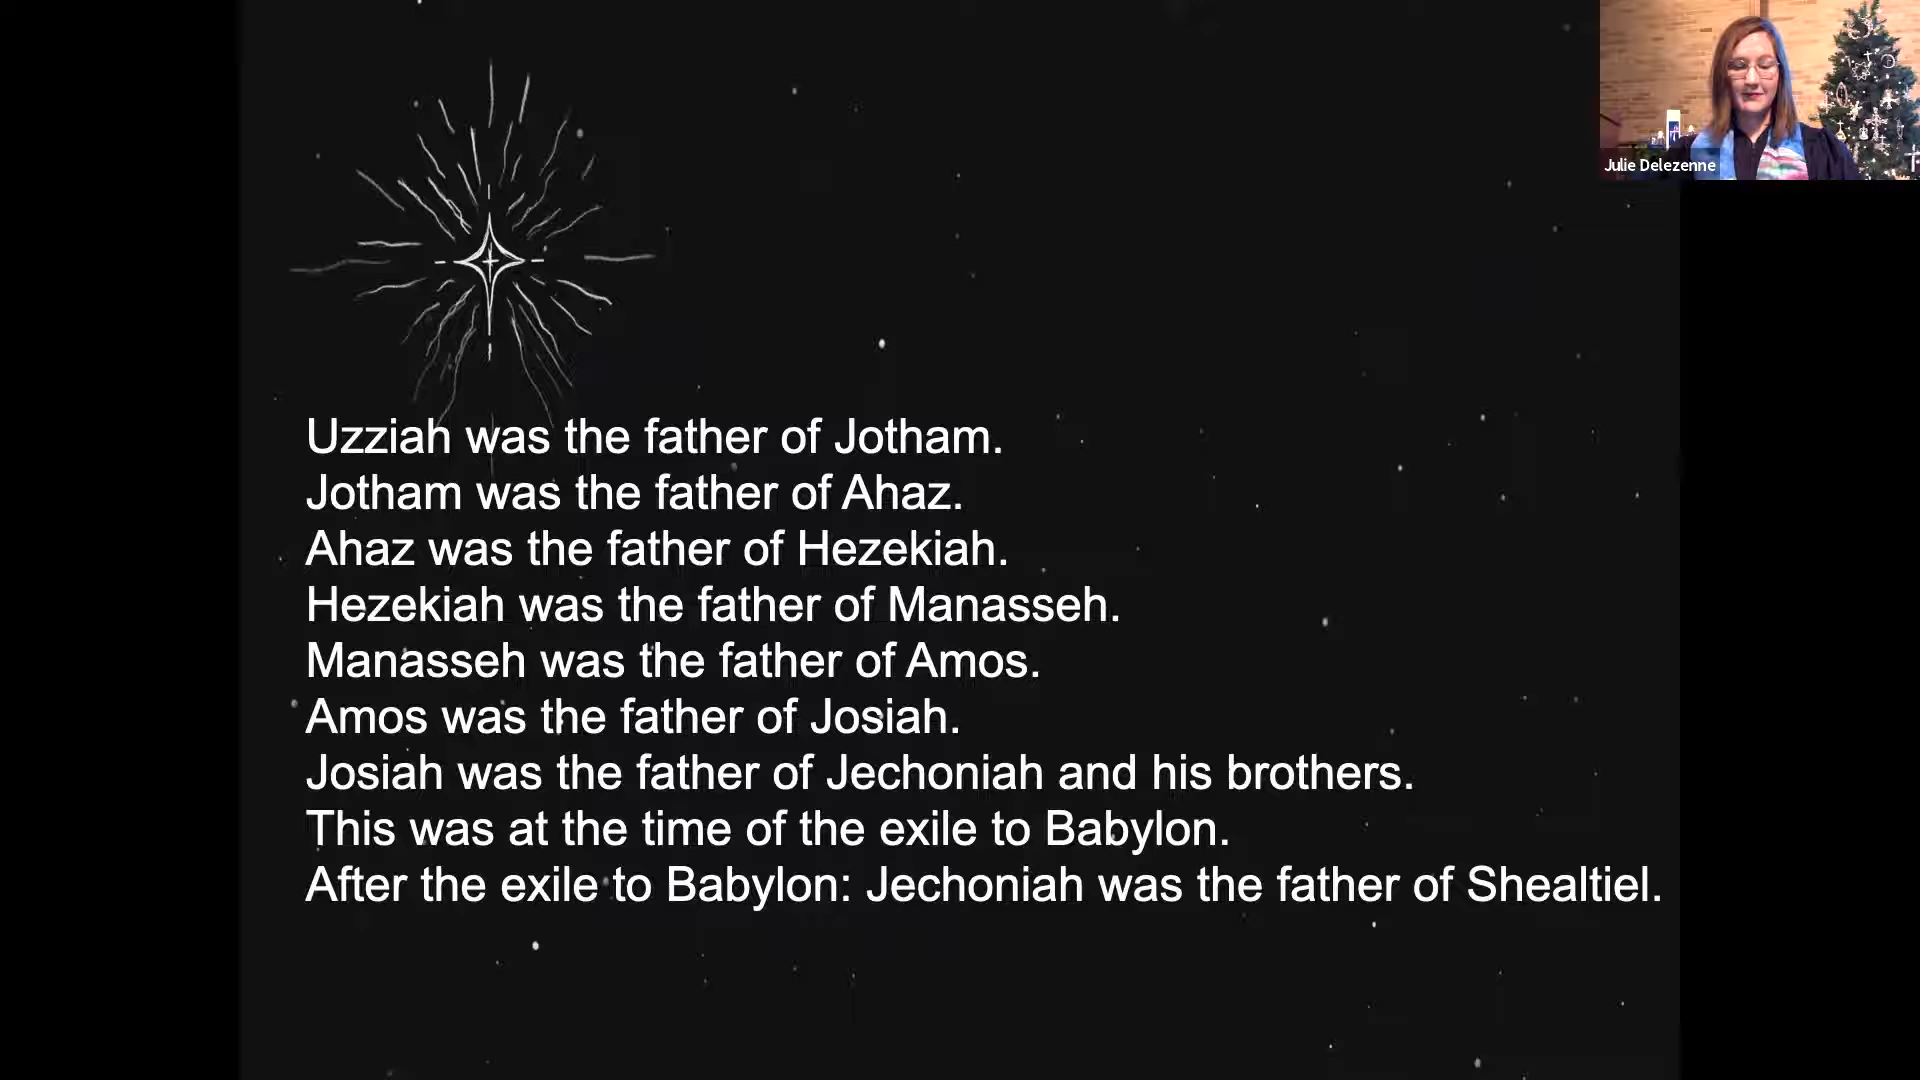 Julie Delezenne
Uzziah was the father of Jotham.
Jotham was the father of Ahaz.
Ahaz was the father of Hezekiah.
Hezekiah was the father of Manasseh.
Manasseh was the father of Amos.
Amos was the father of Josiah.
Josiah was the father of Jechoniah and his brothers.
This was at the time of the exile to Babylon.
After the exile to Babylon: Jechoniah was the father of Shealtiel.